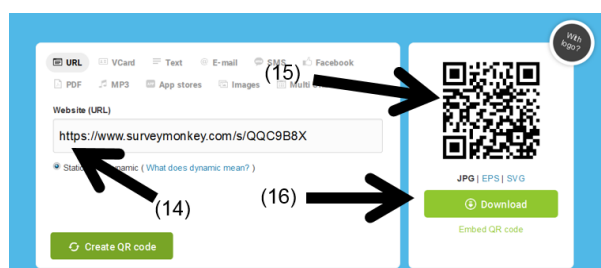 With logo?
URL VCard Text E-mail SMS Facebook
PDF MP3 App stores Images Multi
(15)
Website (URL)
https://www.surveymonkey.com/s/QQC9B8X
Static Dynamic ( What does dynamic mean? )
JPG | EPS | SVG
(14)
(16)
Download
Create QR code
Embed QR code